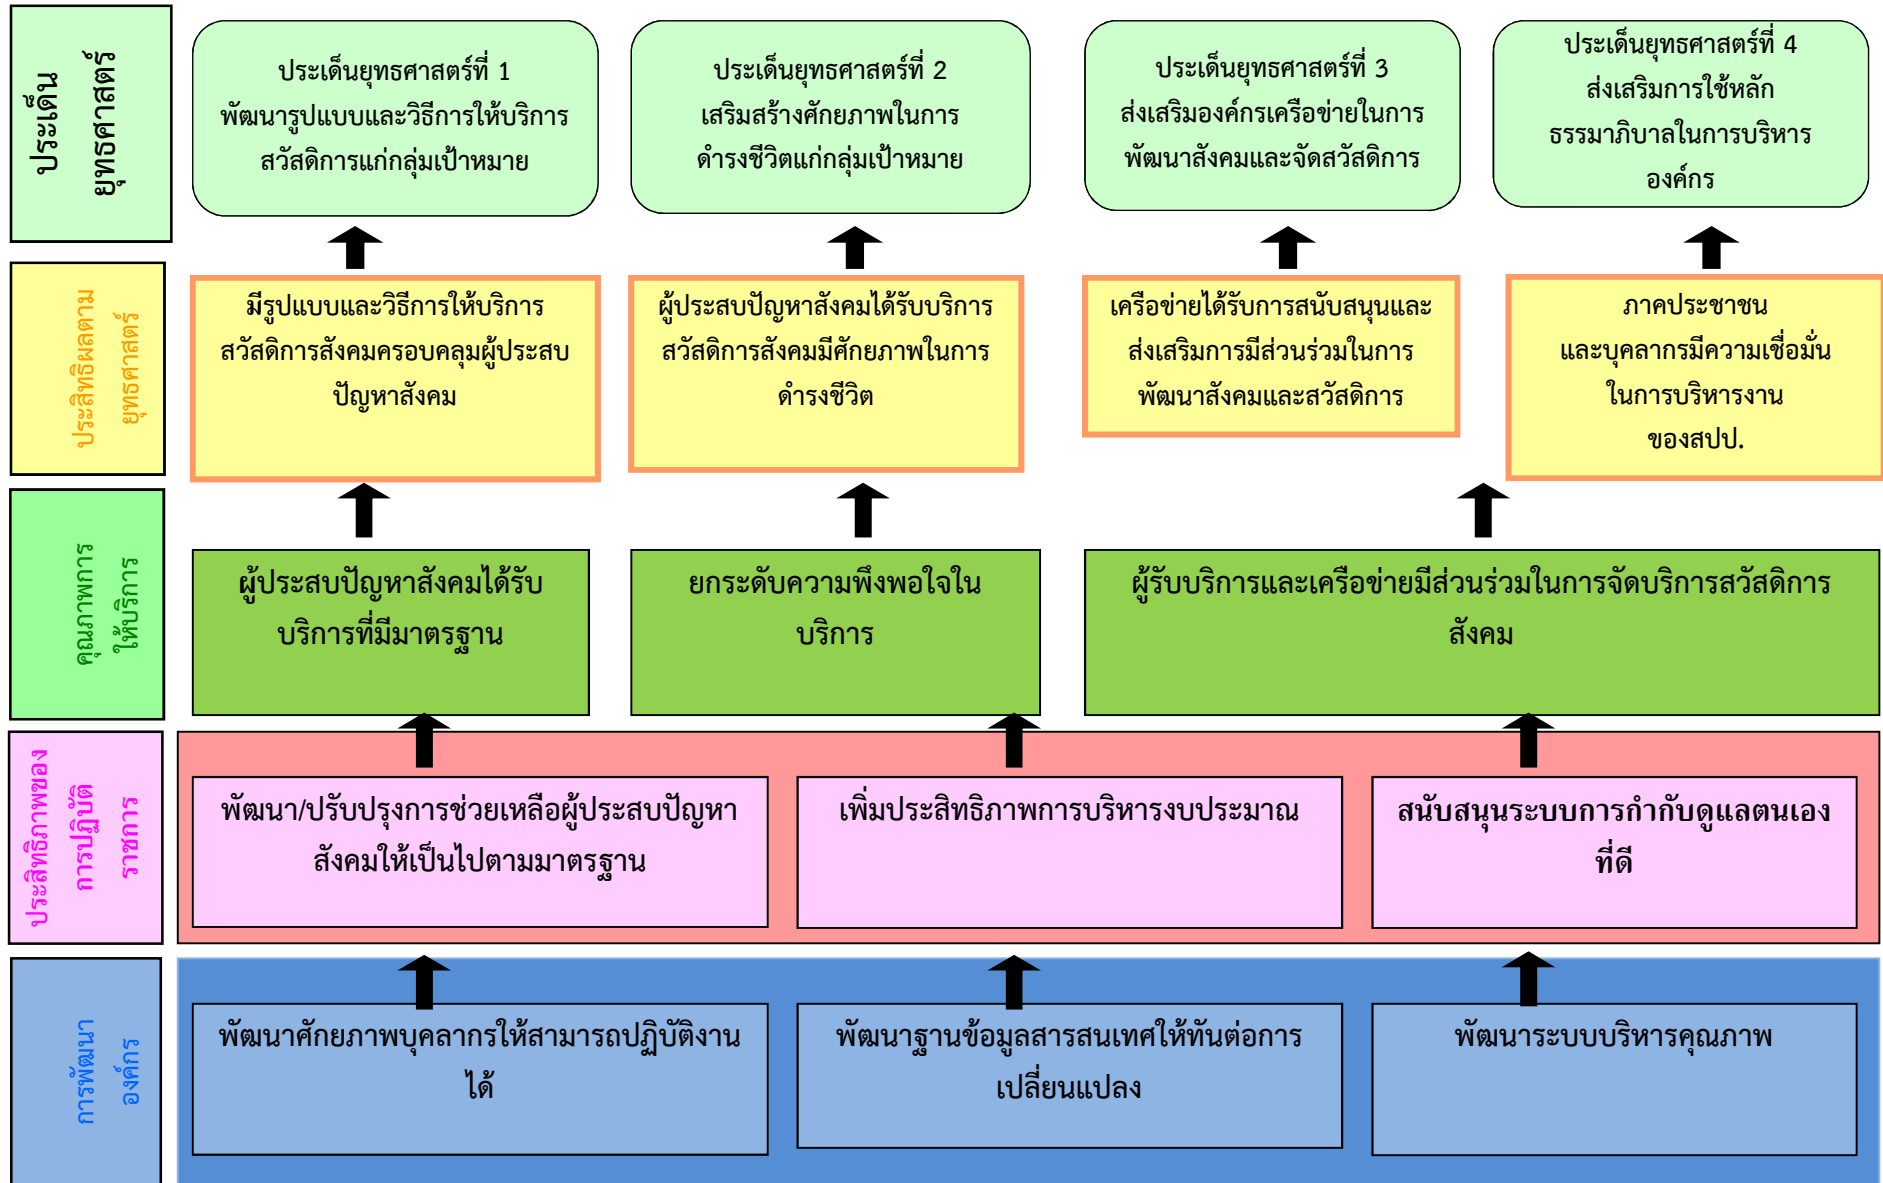 ประเด็น
ยุทธศาสตร์
ประเด็นยุทธศาสตร์ที่ 1
พัฒนารูปแบบและวิธีการให้บริการ
สวัสดิการแก่กลุ่มเป้าหมาย
ประเด็นยุทธศาสตร์ที่ 2
เสริมสร้างศักยภาพในการ
ดำรงชีวิตแก่กลุ่มเป้าหมาย
ประเด็นยุทธศาสตร์ที่ 3
ส่งเสริมองค์กรเครือข่ายในการ
พัฒนาสังคมและจัดสวัสดิการ
ประเด็นยุทธศาสตร์ที่ 4
ส่งเสริมการใช้หลัก
ธรรมาภิบาลในการบริหาร
องค์กร
ประสิทธิผลตาม
ยุทธศาสตร์
มีรูปแบบและวิธีการให้บริการ
สวัสดิการสังคมครอบคลุมผู้ประสบ
ปัญหาสังคม
ผู้ประสบปัญหาสังคมได้รับบริการ
สวัสดิการสังคมมีศักยภาพในการ
ดำรงชีวิต
เครือข่ายได้รับการสนับสนุนและ
ส่งเสริมการมีส่วนร่วมในการ
พัฒนาสังคมและสวัสดิการ
ภาคประชาชน
และบุคลากรมีความเชื่อมั่น
ในการบริหารงาน
ของสปป.
คุณภาพการ
ให้บริการ
ผู้ประสบปัญหาสังคมได้รับ
บริการที่มีมาตรฐาน
ยกระดับความพึงพอใจใน
บริการ
ผู้รับบริการและเครือข่ายมีส่วนร่วมในการจัดบริการสวัสดิการ
สังคม
ประสิทธิภาพของ
การปฏิบัติ
ราชการ
พัฒนา/ปรับปรุงการช่วยเหลือผู้ประสบปัญหา
สังคมให้เป็นไปตามมาตรฐาน
เพิ่มประสิทธิภาพการบริหารงบประมาณ
สนับสนุนระบบการกำกับดูแลตนเอง
ที่ดี
การพัฒนา
องค์กร
พัฒนาศักยภาพบุคลากรให้สามารถปฏิบัติงาน
ได้
พัฒนาฐานข้อมูลสารสนเทศให้ทันต่อการ
เปลี่ยนแปลง
พัฒนาระบบบริหารคุณภาพ